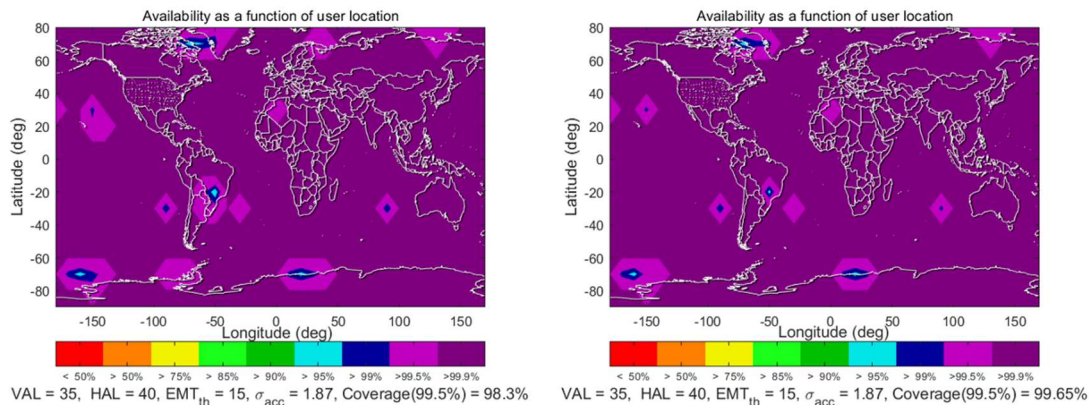 Availability as a function of user location
80
60
40
20
0
-20
-40
-60
-80
Latitude (deg)
-150 -100 -50 0 50 100 150
Longitude (deg)
< 50% > 50% > 75% > 85% > 90% > 95% > 99% >99.5% >99.9%
VAL = 35, HAL = 40, EMT_th = 15, σ_acc = 1.87, Coverage(99.5%) = 98.3%
Availability as a function of user location
80
60
40
20
0
-20
-40
-60
-80
Latitude (deg)
-150 -100 -50 0 50 100 150
Longitude (deg)
< 50% > 50% > 75% > 85% > 90% > 95% > 99% >99.5% >99.9%
VAL = 35, HAL = 40, EMT_th = 15, σ_acc = 1.87, Coverage(99.5%) = 99.65%